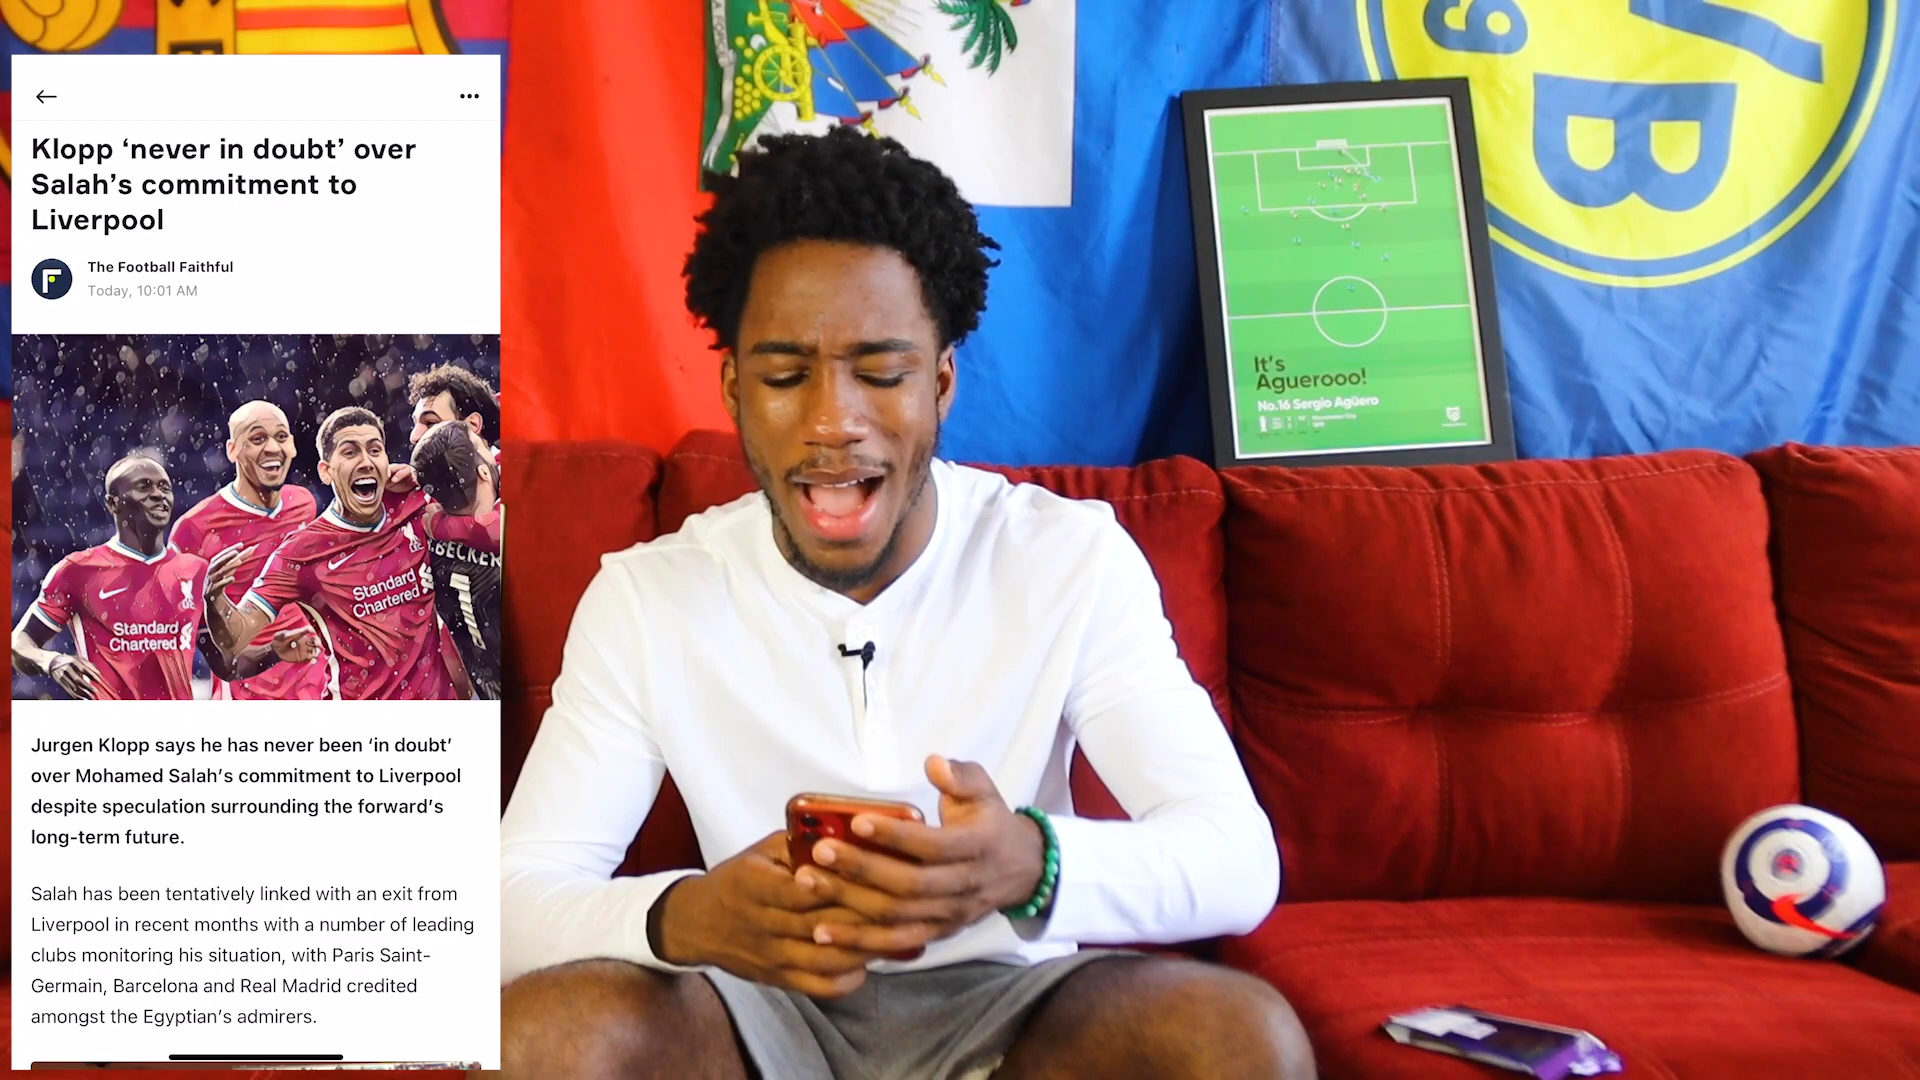 Klopp ‘never in doubt’ over
Salah’s commitment to
Liverpool
The Football Faithful
Today, 10:01 AM
Standard
Chartered
Standard
Chartered
BECKER
1
Jurgen Klopp says he has never been ‘in doubt’
over Mohamed Salah’s commitment to Liverpool
despite speculation surrounding the forward’s
long-term future.
Salah has been tentatively linked with an exit from
Liverpool in recent months with a number of leading
clubs monitoring his situation, with Paris Saint-
Germain, Barcelona and Real Madrid credited
amongst the Egyptian’s admirers.
It’s
Aguerooo!
No.16 Sergio Agüero
VB
09